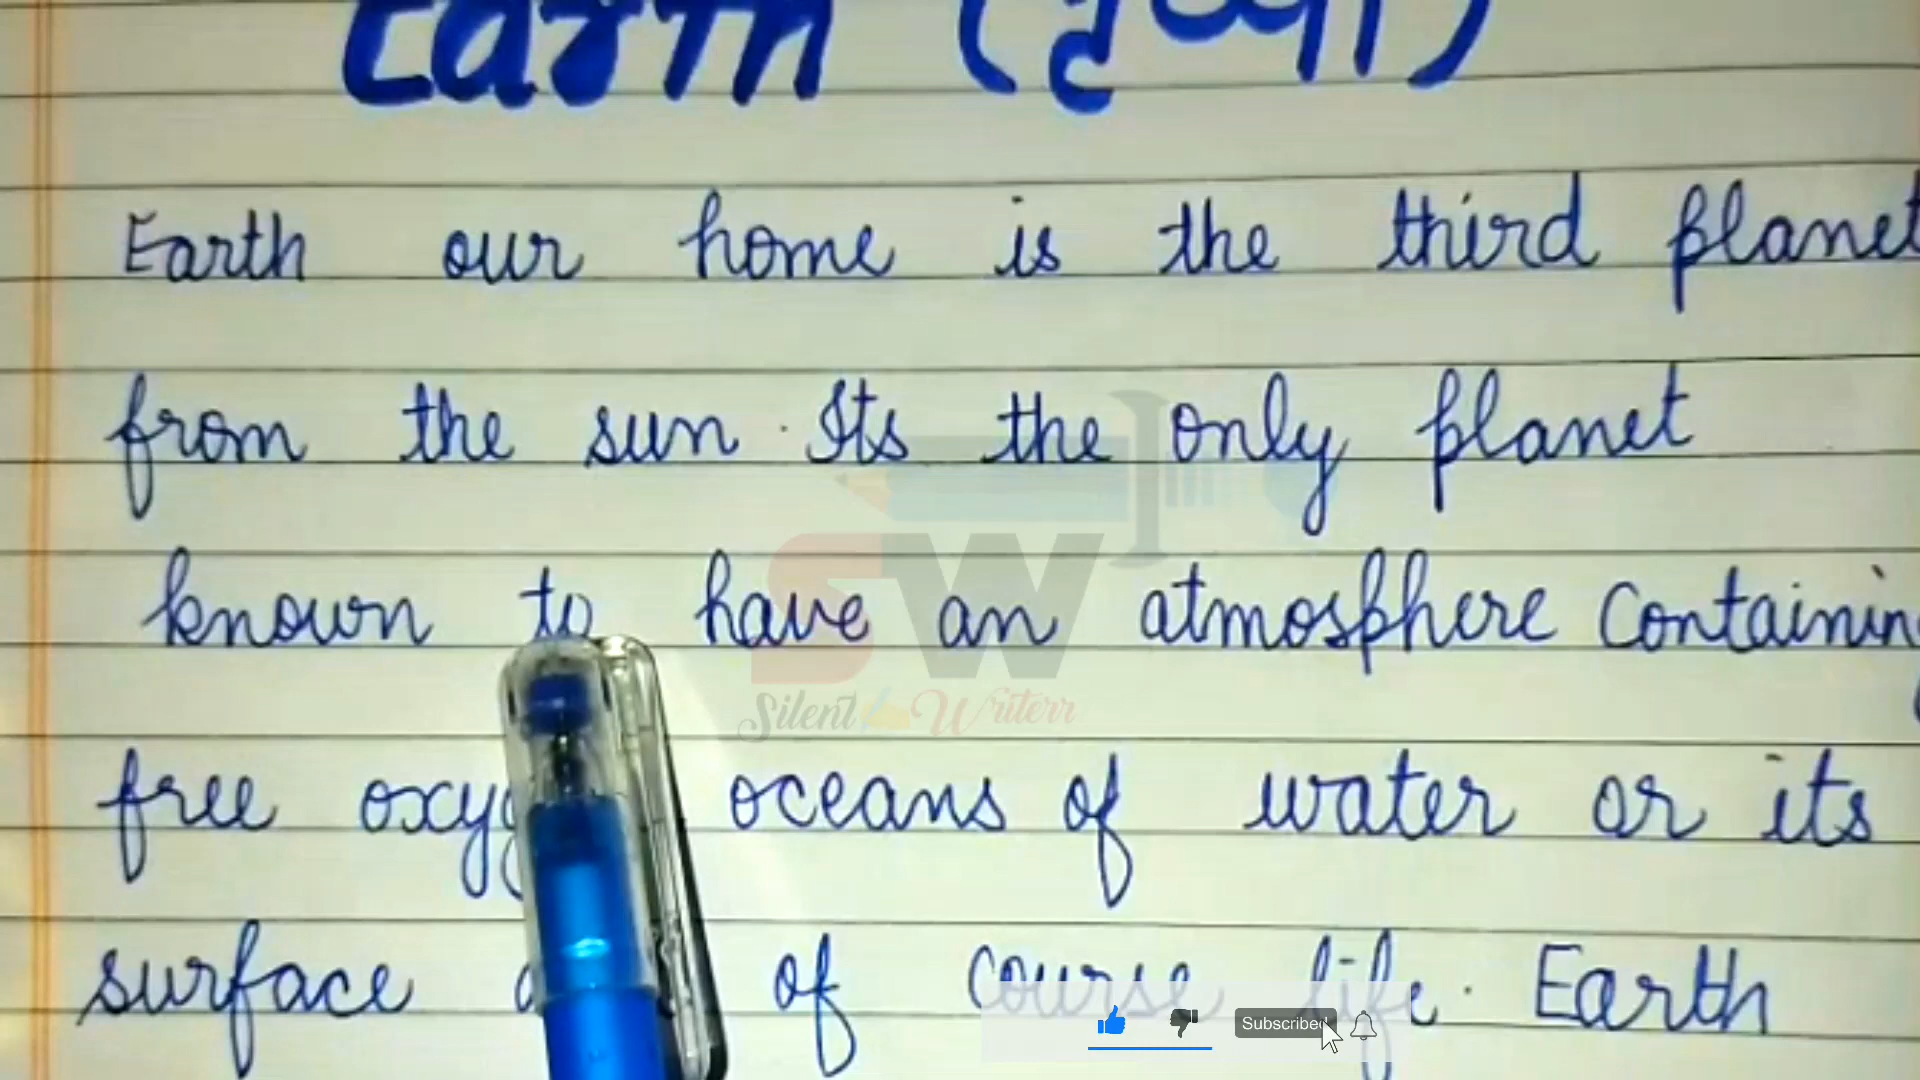 Earth (पृथ्वी)
Earth our home is the third planet
from the sun. Its the only planet
known to have an atmosphere containing
free oceans of water or its
surface of course life. Earth
SW
Silent Writerr
Subscribed